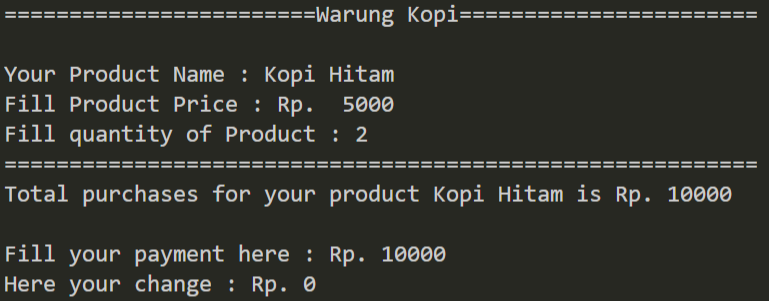 ========================Warung Kopi=======================
Your Product Name : Kopi Hitam
Fill Product Price : Rp.  5000
Fill quantity of Product : 2
==========================================================
Total purchases for your product Kopi Hitam is Rp. 10000
Fill your payment here : Rp. 10000
Here your change : Rp. 0